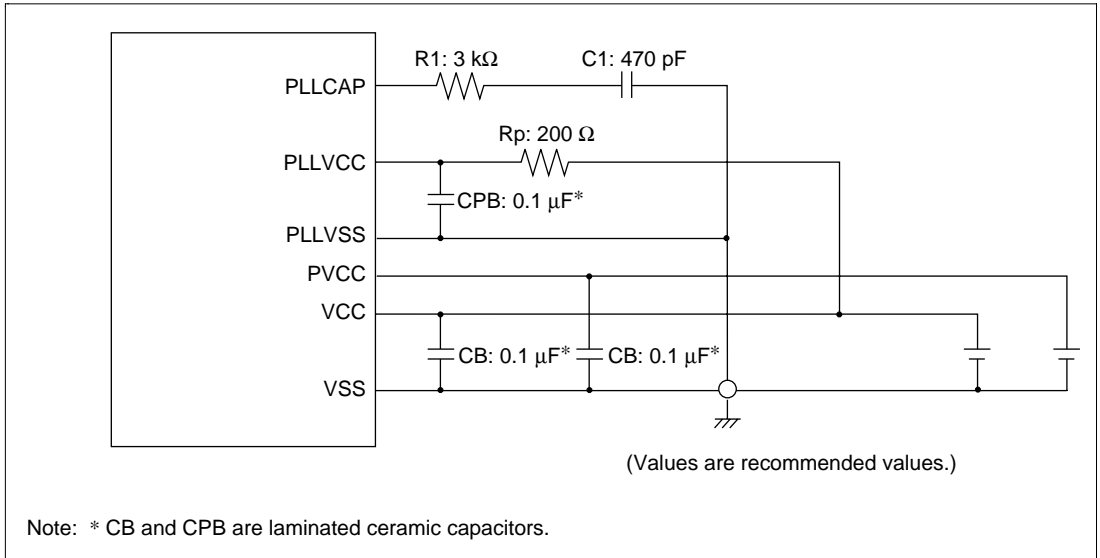 R1: 3 kΩ
C1: 470 pF
PLLCAP
Rp: 200 Ω
PLLVCC
CPB: 0.1 μF*
PLLVSS
PVCC
VCC
CB: 0.1 μF*
CB: 0.1 μF*
VSS
(Values are recommended values.)
Note: * CB and CPB are laminated ceramic capacitors.